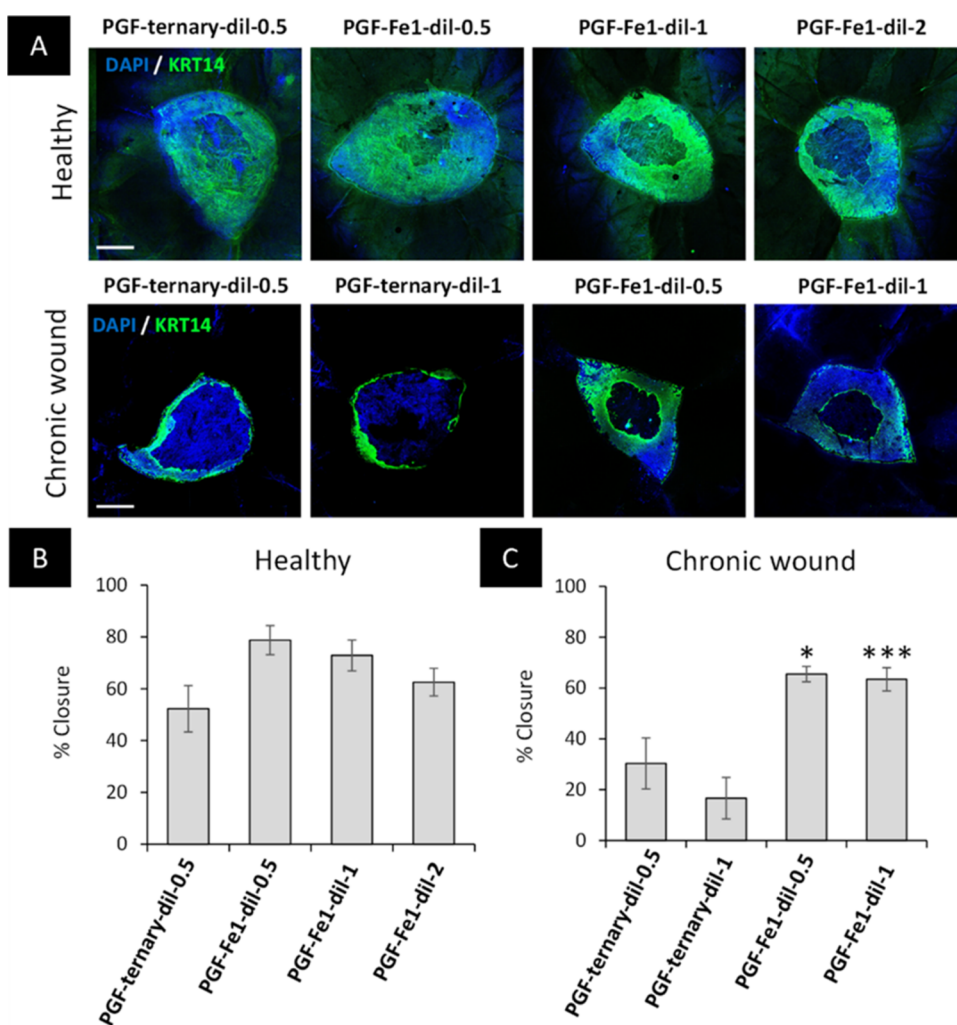 A
PGF-ternary-dil-0.5 PGF-Fe1-dil-0.5 PGF-Fe1-dil-1 PGF-Fe1-dil-2
DAPI / KRT14
Healthy
PGF-ternary-dil-0.5 PGF-ternary-dil-1 PGF-Fe1-dil-0.5 PGF-Fe1-dil-1
DAPI / KRT14
Chronic wound
B
Healthy
% Closure
100
80
60
40
20
0
PGF-ternary-dil-0.5
PGF-Fe1-dil-0.5
PGF-Fe1-dil-1
PGF-Fe1-dil-2
C
Chronic wound
% Closure
100
80
60
40
20
0
* ***
PGF-ternary-dil-0.5
PGF-ternary-dil-1
PGF-Fe1-dil-0.5
PGF-Fe1-dil-1